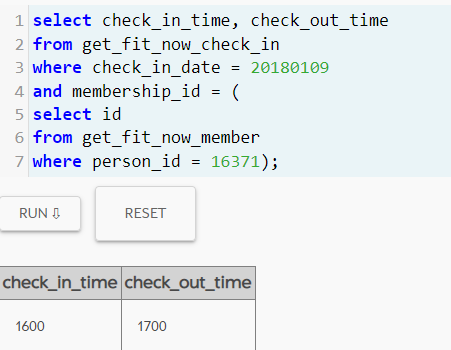 1 select check_in_time, check_out_time
2 from get_fit_now_check_in
3 where check_in_date = 20180109
4 and membership_id = (
5 select id
6 from get_fit_now_member
7 where person_id = 16371);
RUN ⇩ RESET
check_in_time check_out_time
1600 1700